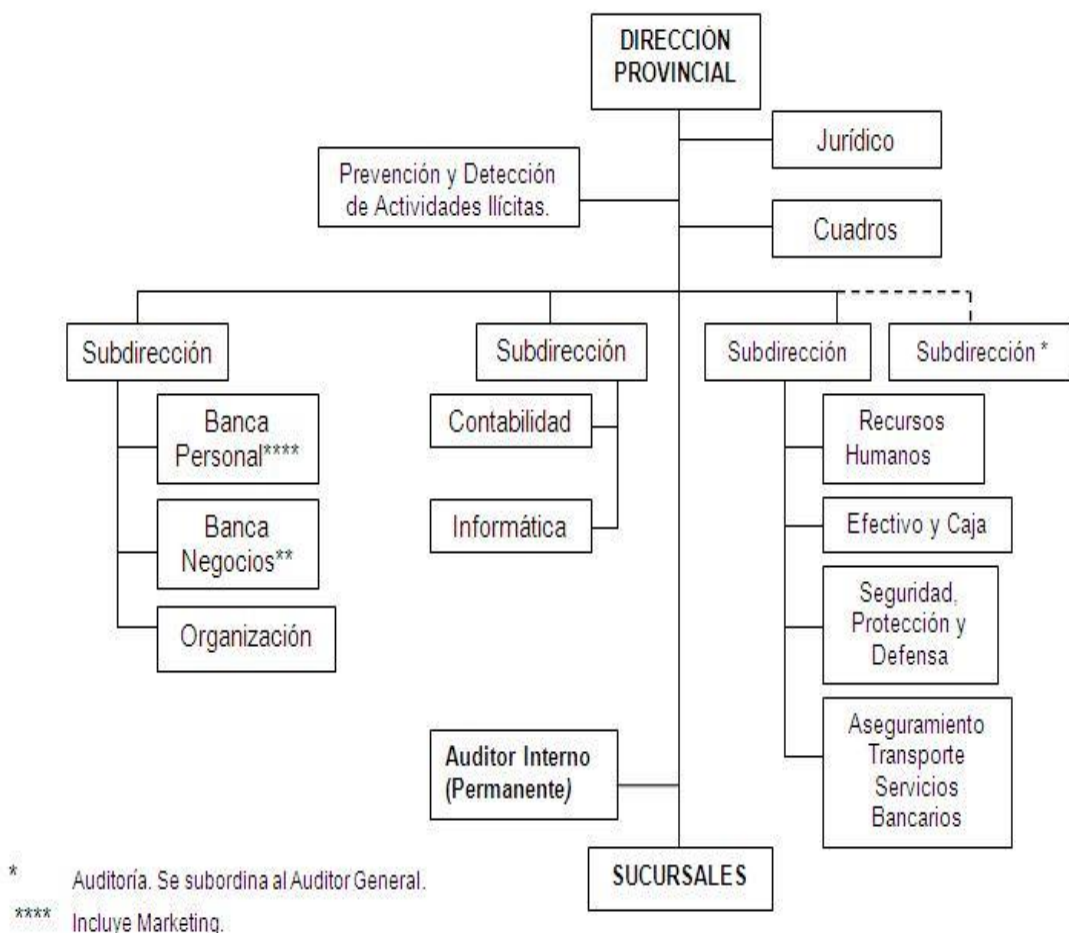 DIRECCIÓN
PROVINCIAL
Jurídico
Prevención y Detección
de Actividades Ilícitas.
Cuadros
Subdirección
Subdirección
Subdirección
Subdirección *
Banca
Personal****
Banca
Negocios**
Organización
Contabilidad
Informática
Recursos
Humanos
Efectivo y Caja
Seguridad,
Protección y
Defensa
Aseguramiento
Transporte
Servicios
Bancarios
Auditor Interno
(Permanente)
SUCURSALES
* Auditoría. Se subordina al Auditor General.
**** Incluye Marketing.